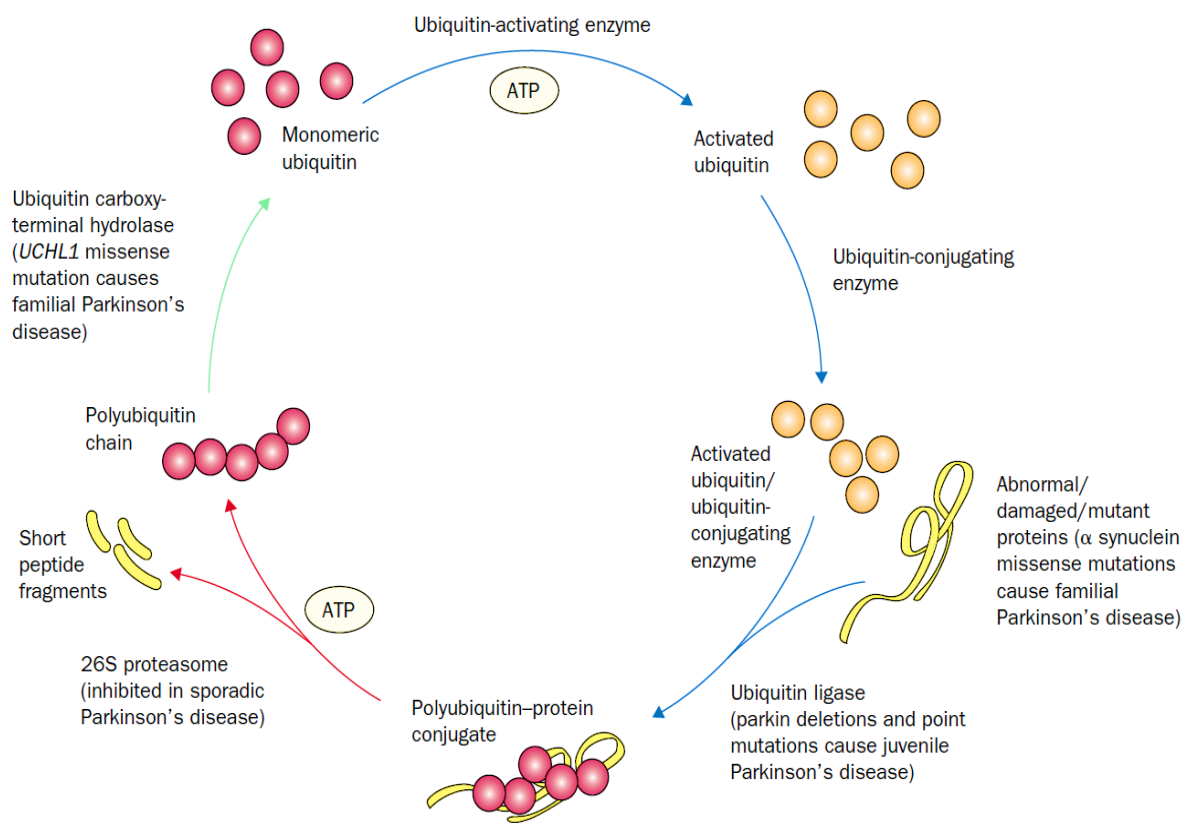 Ubiquitin-activating enzyme
ATP
Monomeric
ubiquitin
Activated
ubiquitin
Ubiquitin carboxy-
terminal hydrolase
(UCHL1 missense
mutation causes
familial Parkinson's
disease)
Ubiquitin-conjugating
enzyme
Polyubiquitin
chain
Activated
ubiquitin/
ubiquitin-
conjugating
enzyme
Abnormal/
damaged/mutant
proteins (α synuclein
missense mutations
cause familial
Parkinson's disease)
Short
peptide
fragments
ATP
26S proteasome
(inhibited in sporadic
Parkinson's disease)
Polyubiquitin–protein
conjugate
Ubiquitin ligase
(parkin deletions and point
mutations cause juvenile
Parkinson's disease)